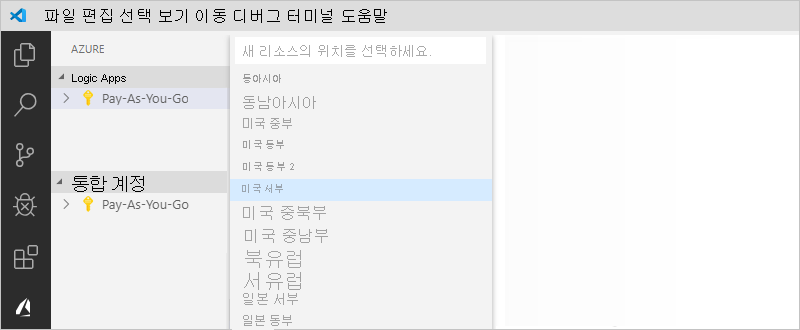 파일 편집 선택 보기 이동 디버그 터미널 도움말
AZURE
Logic Apps
Pay-As-You-Go
통합 계정
Pay-As-You-Go
새 리소스의 위치를 선택하세요.
동아시아
동남아시아
미국 중부
미국 동부
미국 동부 2
미국 서부
미국 중북부
미국 중남부
북유럽
서유럽
일본 서부
일본 동부